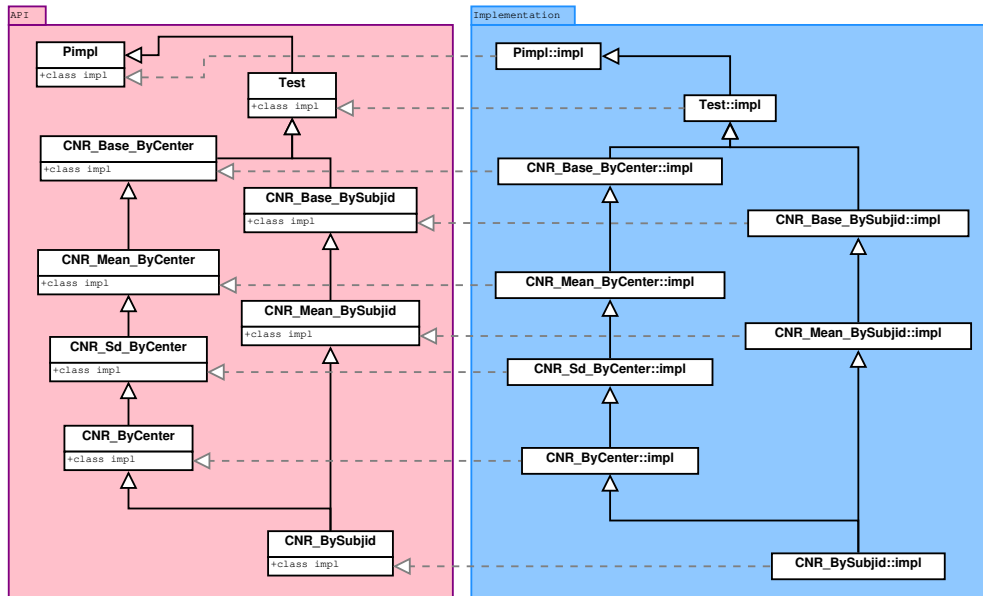 API
Pimpl
+class impl
Test
+class impl
CNR_Base_ByCenter
+class impl
CNR_Base_BySubjid
+class impl
CNR_Mean_ByCenter
+class impl
CNR_Mean_BySubjid
+class impl
CNR_Sd_ByCenter
+class impl
CNR_ByCenter
+class impl
CNR_BySubjid
+class impl
Implementation
Pimpl::impl
Test::impl
CNR_Base_ByCenter::impl
CNR_Base_BySubjid::impl
CNR_Mean_ByCenter::impl
CNR_Mean_BySubjid::impl
CNR_Sd_ByCenter::impl
CNR_ByCenter::impl
CNR_BySubjid::impl